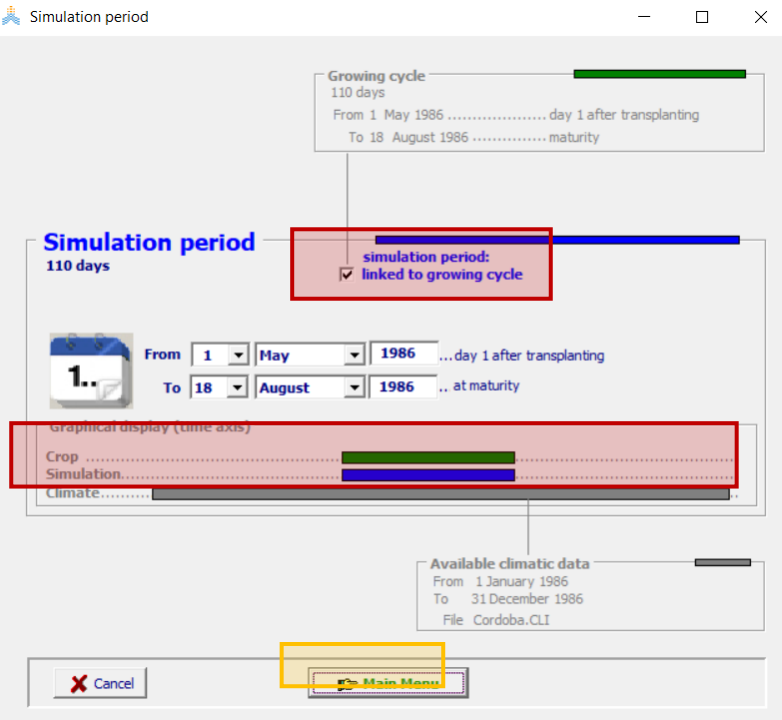 Simulation period
Growing cycle
110 days
From 1 May 1986 .................... day 1 after transplanting
To 18 August 1986 ............... maturity
Simulation period
110 days
simulation period:
linked to growing cycle
1..
From 1 May 1986 ...day 1 after transplanting
To 18 August 1986 .. at maturity
Graphical display (time axis)
Crop
Simulation
Climate
Available climatic data
From 1 January 1986
To 31 December 1986
File Cordoba.CLI
Cancel
Main Menu